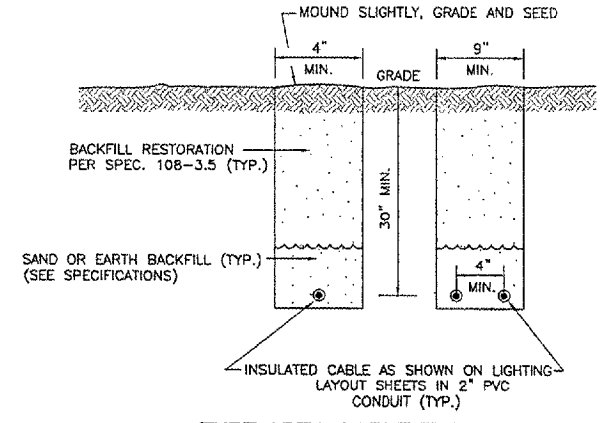 MOUND SLIGHTLY, GRADE AND SEED
4"
MIN.
GRADE
9"
MIN.
BACKFILL RESTORATION
PER SPEC. 108-3.5 (TYP.)
30" MIN.
SAND OR EARTH BACKFILL (TYP.)
(SEE SPECIFICATIONS)
4"
MIN.
INSULATED CABLE AS SHOWN ON LIGHTING
LAYOUT SHEETS IN 2" PVC
CONDUIT (TYP.)